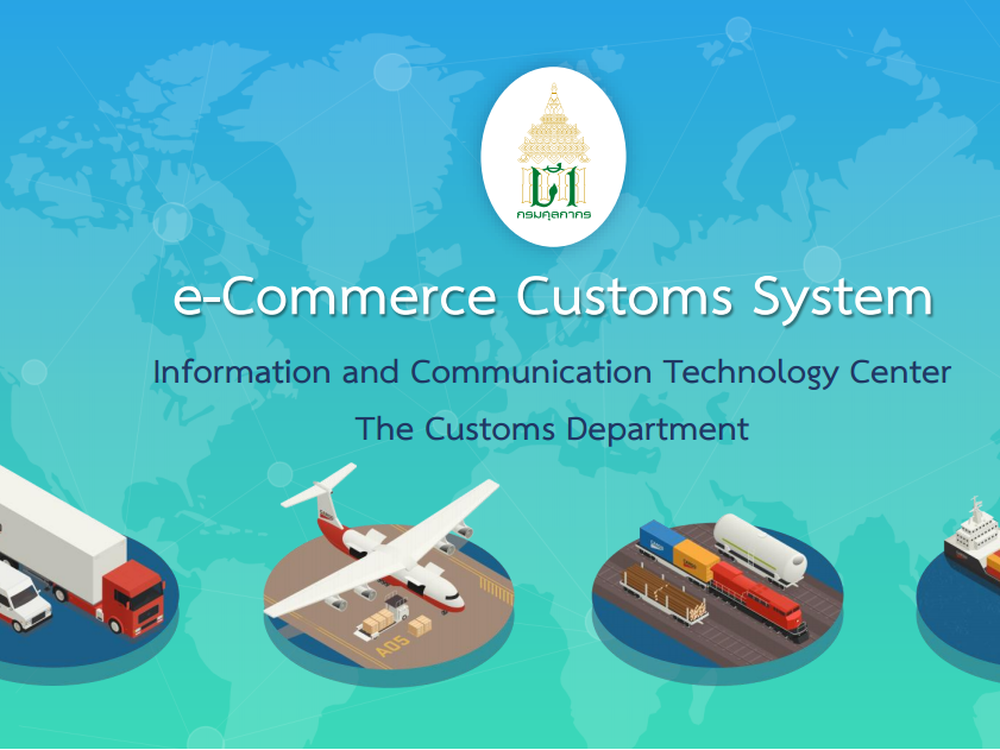 กรมศุลกากร
e-Commerce Customs System
Information and Communication Technology Center
The Customs Department
A05